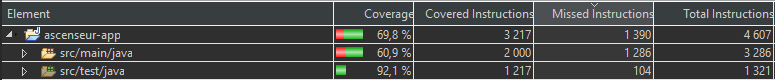 Element Coverage Covered Instructions Missed Instructions Total Instructions
ascenseur-app 69,8 % 3 217 1 390 4 607
src/main/java 60,9 % 2 000 1 286 3 286
src/test/java 92,1 % 1 217 104 1 321